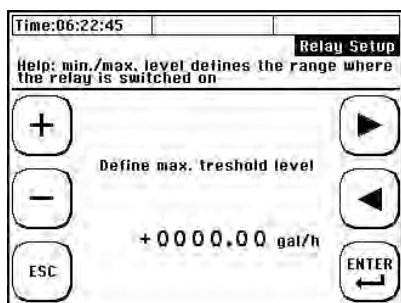 Time:06:22:45
Relay Setup
Help: min./max. level defines the range where
the relay is switched on
+
Define max. treshold level
−
+0000.00 gal/h
ESC
ENTER